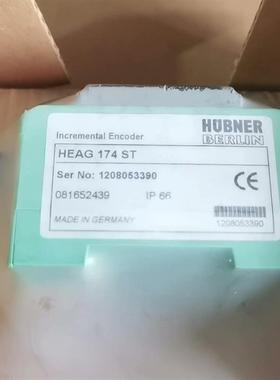 HÜBNER
BERLIN
Incremental Encoder
HEAG 174 ST
Ser No: 1208053390
081652439 IP 66
CE
MADE IN GERMANY
1208053390